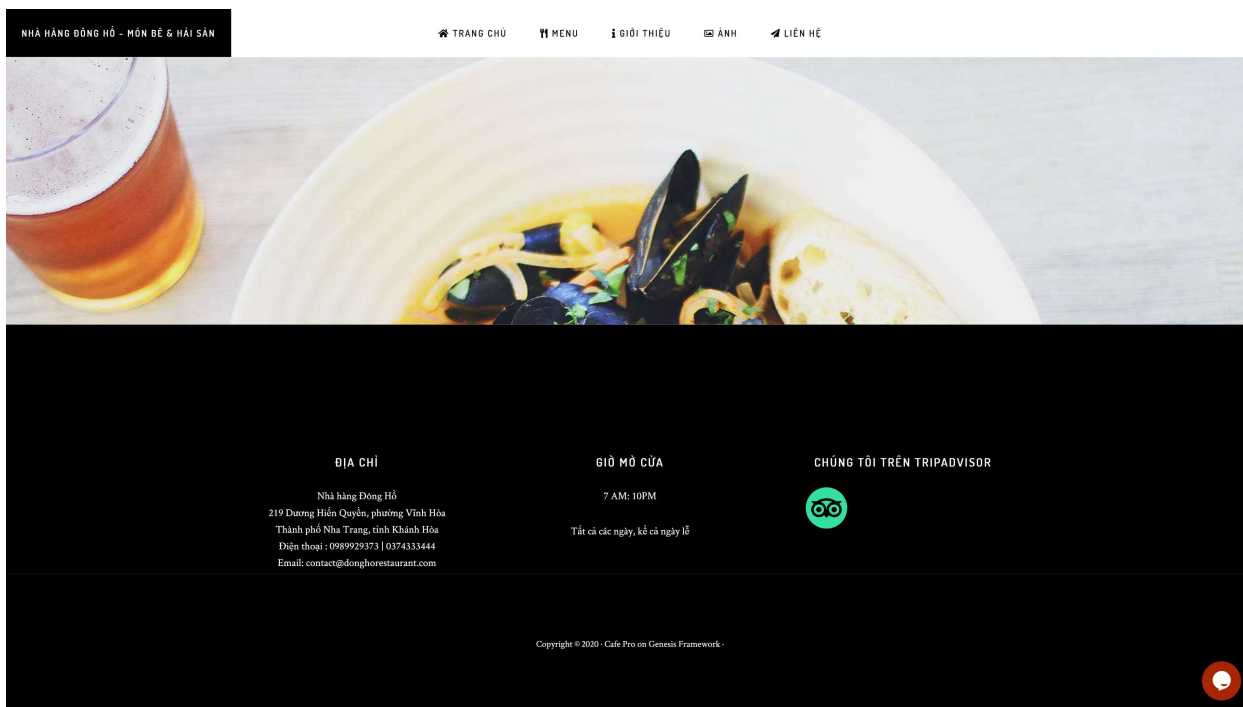 NHÀ HÀNG ĐÔNG HỒ - MÓN BÊ & HẢI SẢN
TRANG CHỦ
MENU
GIỚI THIỆU
ẢNH
LIÊN HỆ
ĐỊA CHỈ
Nhà hàng Đông Hồ
219 Dương Hiến Quyền, phường Vĩnh Hòa
Thành phố Nha Trang, tỉnh Khánh Hòa
Điện thoại : 0989929373 | 0374333444
Email: contact@donghorestaurant.com
GIỜ MỞ CỬA
7 AM: 10PM
Tất cả các ngày, kể cả ngày lễ
CHÚNG TÔI TRÊN TRIPADVISOR
Copyright © 2020 · Cafe Pro on Genesis Framework ·